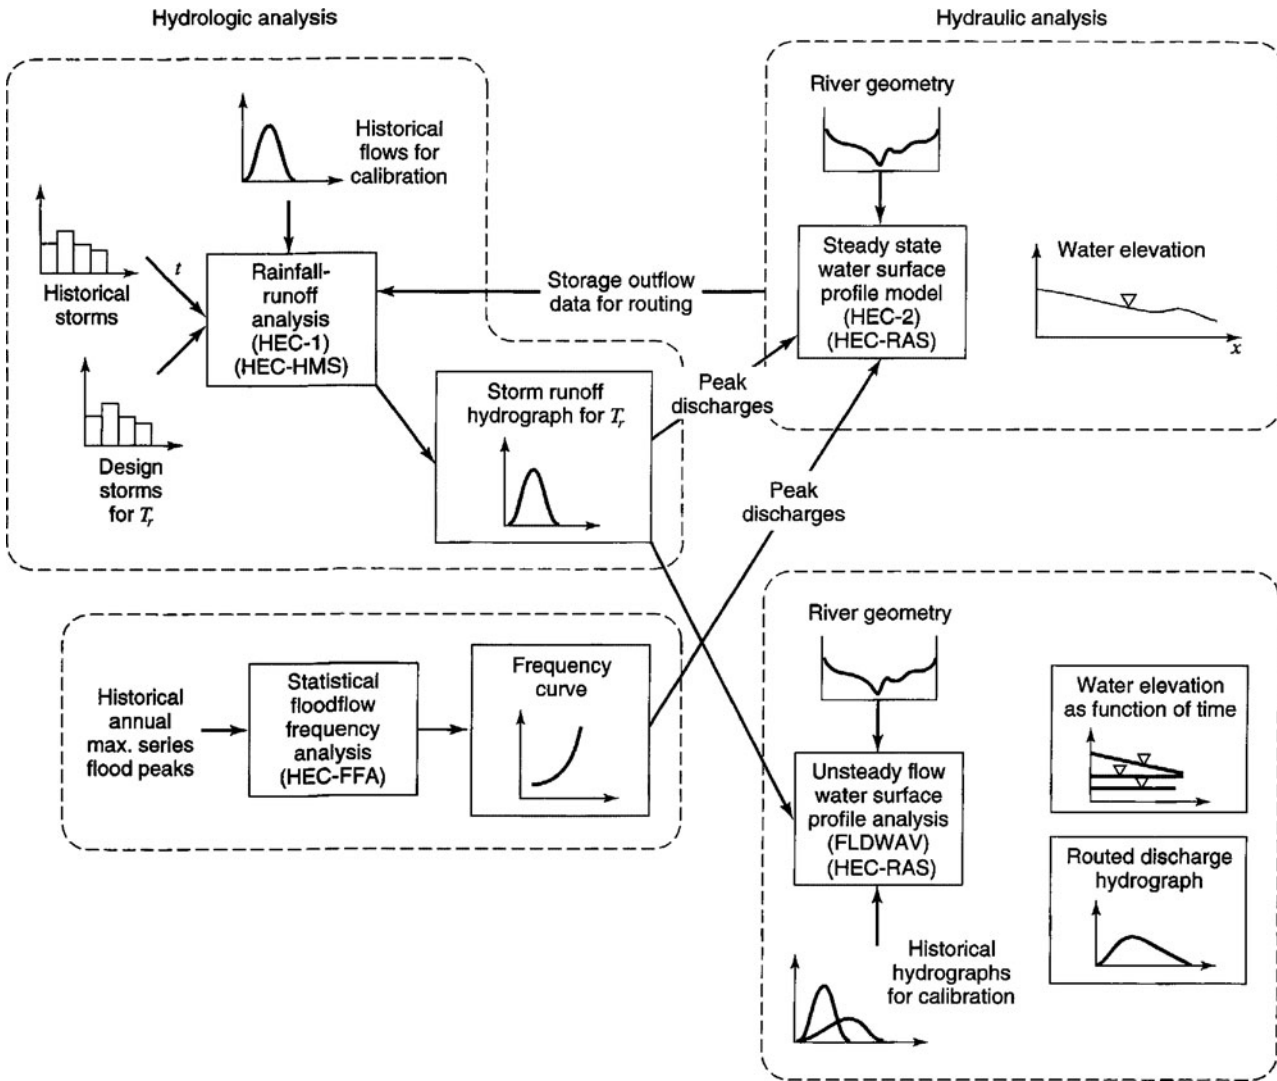 Hydrologic analysis
Hydraulic analysis
Historical
flows for
calibration
t
Historical
storms
Rainfall-
runoff
analysis
(HEC-1)
(HEC-HMS)
Design
storms
for Tr
Storm runoff
hydrograph for Tr
Storage outflow
data for routing
Peak
discharges
Peak
discharges
River geometry
Steady state
water surface
profile model
(HEC-2)
(HEC-RAS)
Water elevation
x
Historical
annual
max. series
flood peaks
Statistical
floodflow
frequency
analysis
(HEC-FFA)
Frequency
curve
River geometry
Unsteady flow
water surface
profile analysis
(FLDWAV)
(HEC-RAS)
Historical
hydrographs
for calibration
Water elevation
as function of time
Routed discharge
hydrograph